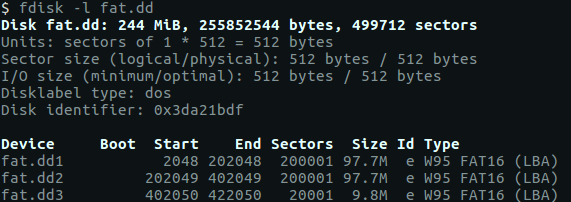 $ fdisk -l fat.dd
Disk fat.dd: 244 MiB, 255852544 bytes, 499712 sectors
Units: sectors of 1 * 512 = 512 bytes
Sector size (logical/physical): 512 bytes / 512 bytes
I/O size (minimum/optimal): 512 bytes / 512 bytes
Disklabel type: dos
Disk identifier: 0x3da21bdf
Device     Boot  Start    End Sectors  Size Id Type
fat.dd1           2048 202048  200001 97.7M  e W95 FAT16 (LBA)
fat.dd2         202049 402049  200001 97.7M  e W95 FAT16 (LBA)
fat.dd3         402050 422050   20001  9.8M  e W95 FAT16 (LBA)